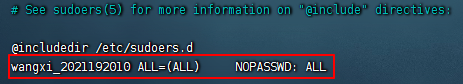 # See sudoers(5) for more information on "@include" directives:
@includedir /etc/sudoers.d
wangxi_2021192010 ALL=(ALL) NOPASSWD: ALL